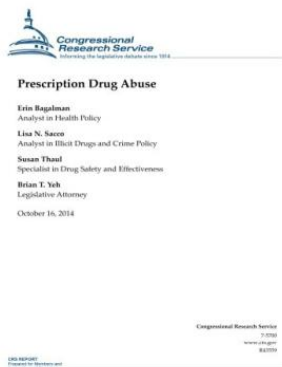 Congressional
Research Service
Informing the legislative debate since 1914
Prescription Drug Abuse
Erin Bagalman
Analyst in Health Policy
Lisa N. Sacco
Analyst in Illicit Drugs and Crime Policy
Susan Thaul
Specialist in Drug Safety and Effectiveness
Brian T. Yeh
Legislative Attorney
October 16, 2014
Congressional Research Service
7-5700
www.crs.gov
CRS REPORT
Prepared for Members and